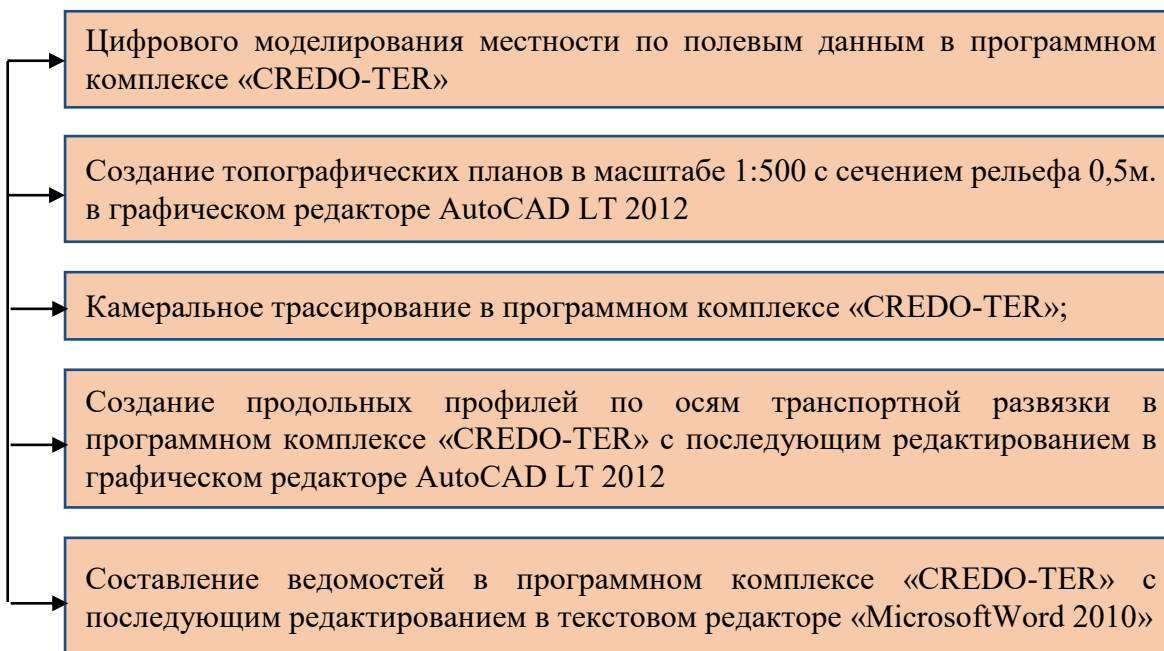 Цифрового моделирования местности по полевым данным в программном
комплексе «CREDO-TER»
Создание топографических планов в масштабе 1:500 с сечением рельефа 0,5м.
в графическом редакторе AutoCAD LT 2012
Камеральное трассирование в программном комплексе «CREDO-TER»;
Создание продольных профилей по осям транспортной развязки в
программном комплексе «CREDO-TER» с последующим редактированием в
графическом редакторе AutoCAD LT 2012
Составление ведомостей в программном комплексе «CREDO-TER» с
последующим редактированием в текстовом редакторе «MicrosoftWord 2010»